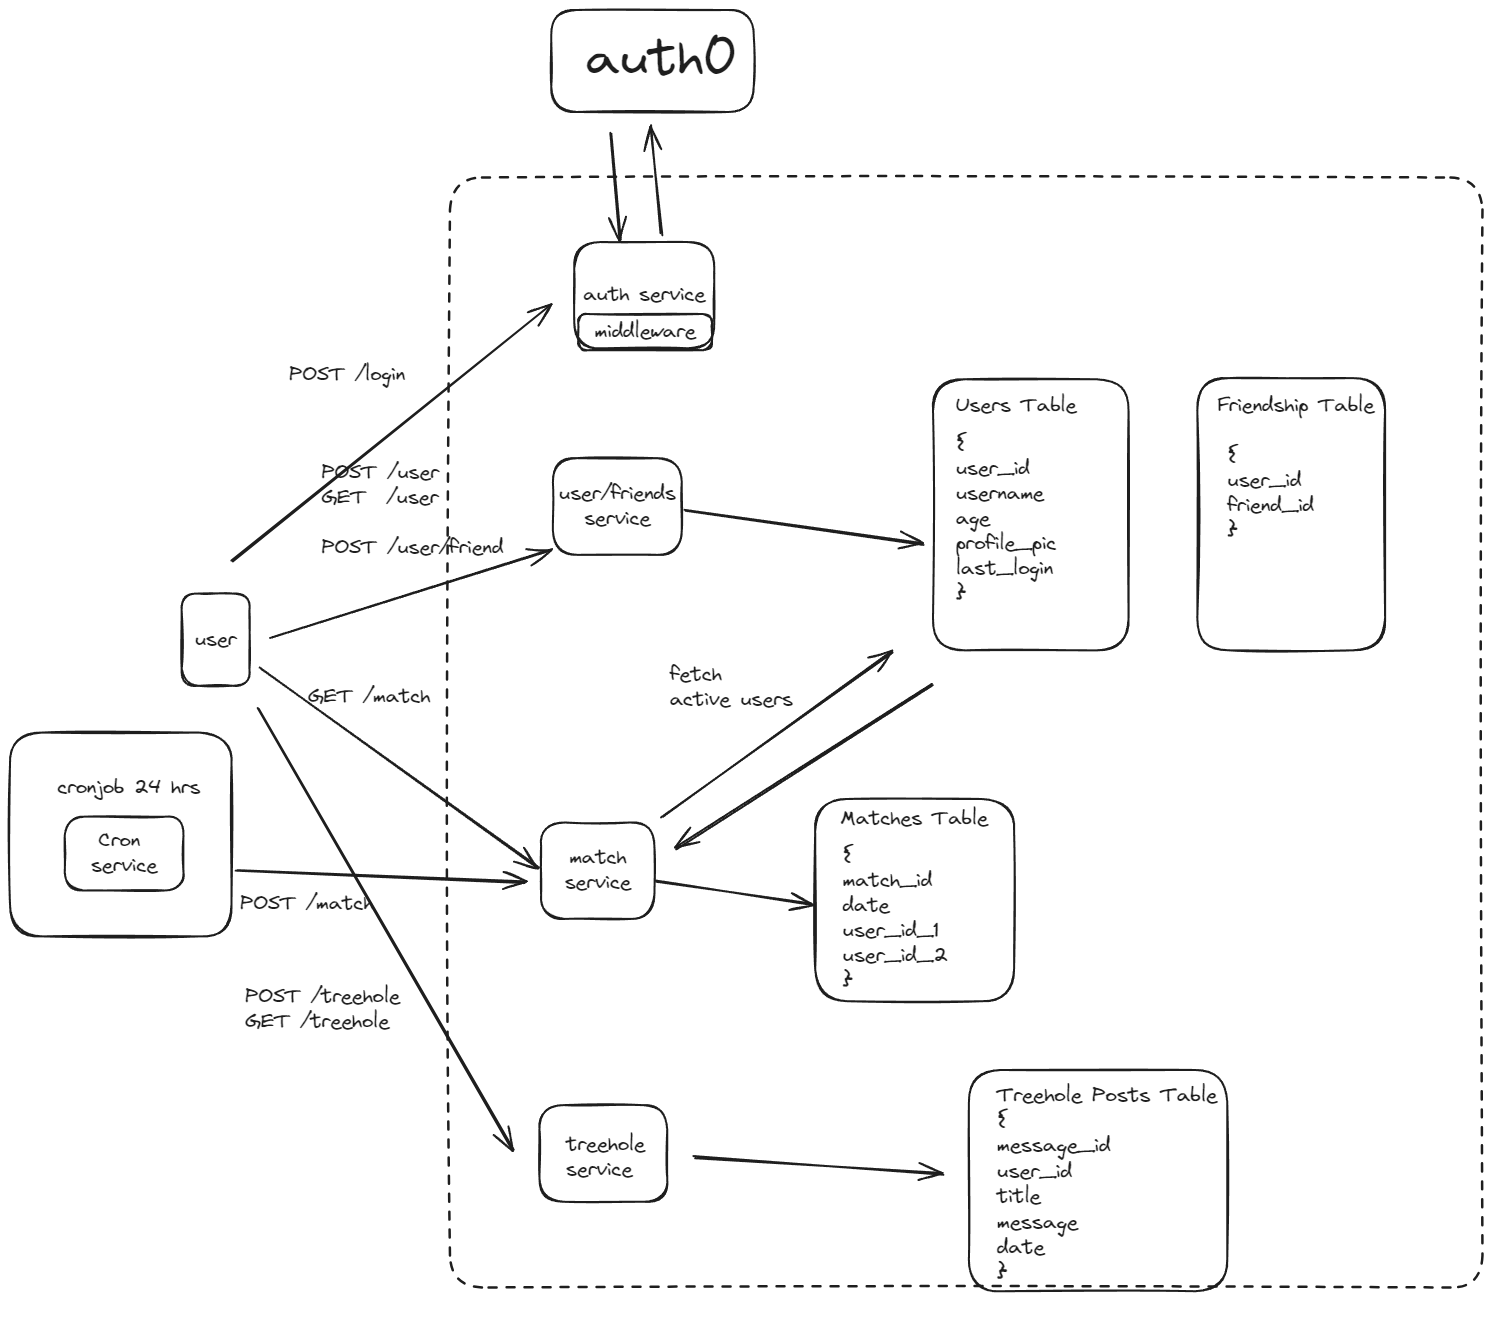 auth0
auth service
middleware
POST /login
POST /user
GET /user
POST /user/friend
user/friends
service
Users Table
{
user_id
username
age
profile_pic
last_login
}
Friendship Table
{
user_id
friend_id
}
user
GET /match
fetch
active users
cronjob 24 hrs
Cron
service
POST /match
match
service
Matches Table
{
match_id
date
user_id_1
user_id_2
}
POST /treehole
GET /treehole
treehole
service
Treehole Posts Table
{
message_id
user_id
title
message
date
}